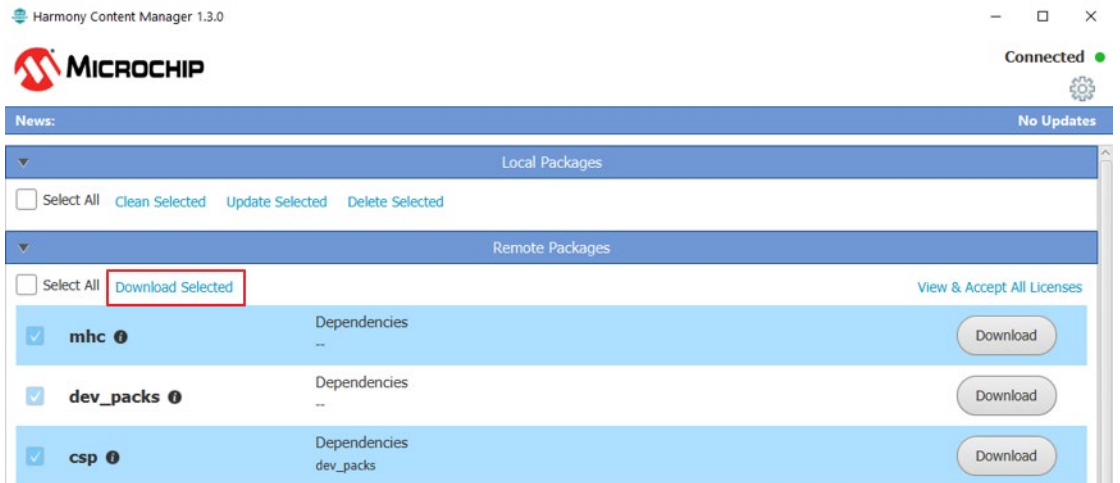 Harmony Content Manager 1.3.0
MICROCHIP
Connected
News:
No Updates
Local Packages
Select All Clean Selected Update Selected Delete Selected
Remote Packages
Select All Download Selected View & Accept All Licenses
mhc
Dependencies
--
Download
dev_packs
Dependencies
--
Download
csp
Dependencies
dev_packs
Download